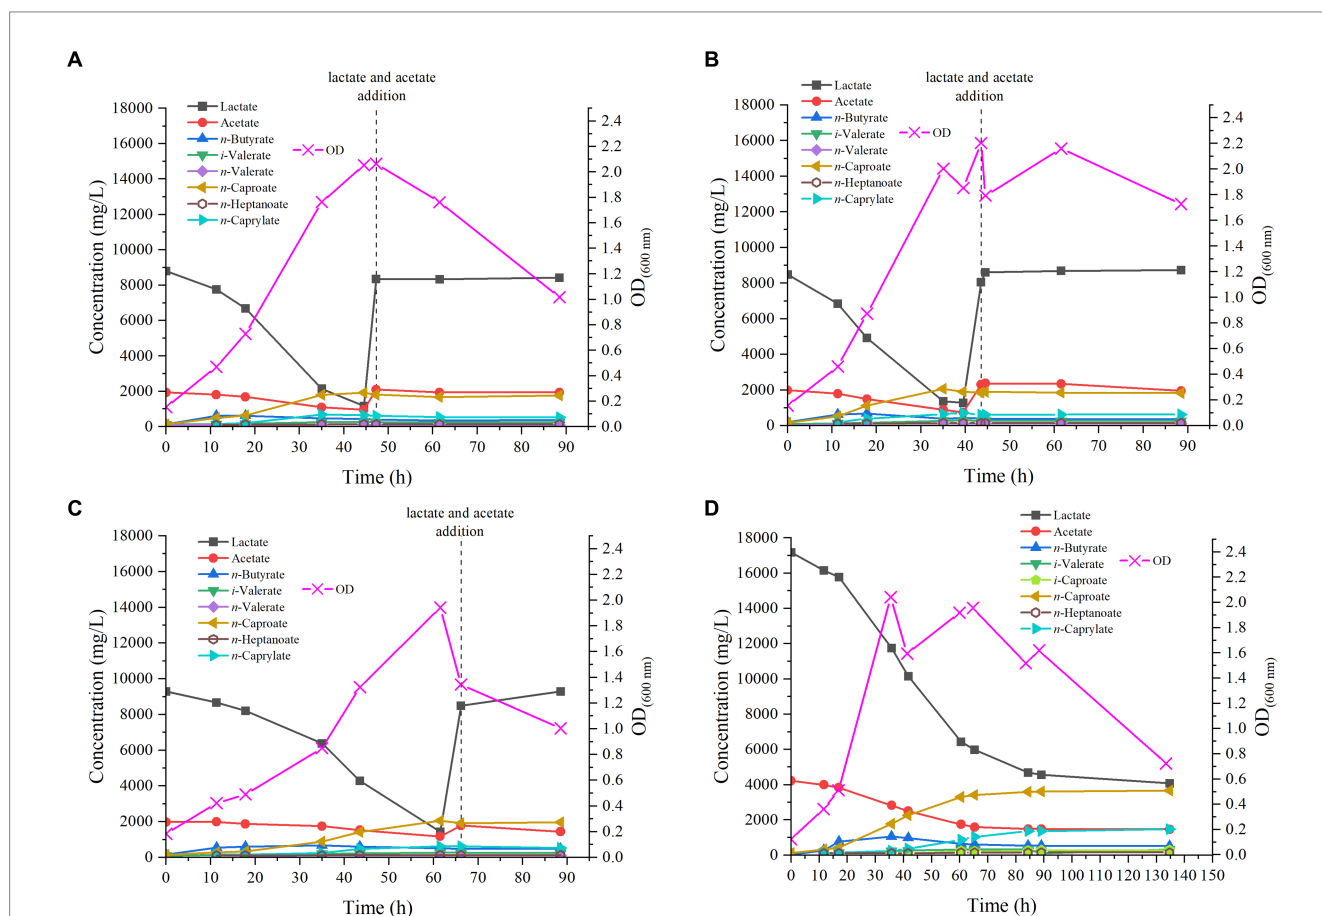 A
lactate and acetate
addition
Lactate
Acetate
n-Butyrate
i-Valerate
n-Valerate
n-Caproate
n-Heptanoate
n-Caprylate
OD
18000
16000
14000
12000
10000
8000
6000
4000
2000
0
Concentration (mg/L)
2.4
2.2
2.0
1.8
1.6
1.4
1.2
1.0
0.8
0.6
0.4
0.2
0.0
OD(600 nm)
0 10 20 30 40 50 60 70 80 90
Time (h)
B
lactate and acetate
addition
Lactate
Acetate
n-Butyrate
i-Valerate
n-Valerate
n-Caproate
n-Heptanoate
n-Caprylate
OD
18000
16000
14000
12000
10000
8000
6000
4000
2000
0
Concentration (mg/L)
2.4
2.2
2.0
1.8
1.6
1.4
1.2
1.0
0.8
0.6
0.4
0.2
0.0
OD(600 nm)
0 10 20 30 40 50 60 70 80 90
Time (h)
C
lactate and acetate
addition
Lactate
Acetate
n-Butyrate
i-Valerate
n-Valerate
n-Caproate
n-Heptanoate
n-Caprylate
OD
18000
16000
14000
12000
10000
8000
6000
4000
2000
0
Concentration (mg/L)
2.4
2.2
2.0
1.8
1.6
1.4
1.2
1.0
0.8
0.6
0.4
0.2
0.0
OD(600 nm)
0 10 20 30 40 50 60 70 80 90
Time (h)
D
Lactate
Acetate
n-Butyrate
i-Valerate
i-Caproate
n-Caproate
n-Heptanoate
n-Caprylate
OD
18000
16000
14000
12000
10000
8000
6000
4000
2000
0
Concentration (mg/L)
2.4
2.2
2.0
1.8
1.6
1.4
1.2
1.0
0.8
0.6
0.4
0.2
0.0
OD(600 nm)
0 10 20 30 40 50 60 70 80 90 100 110 120 130 140 150
Time (h)